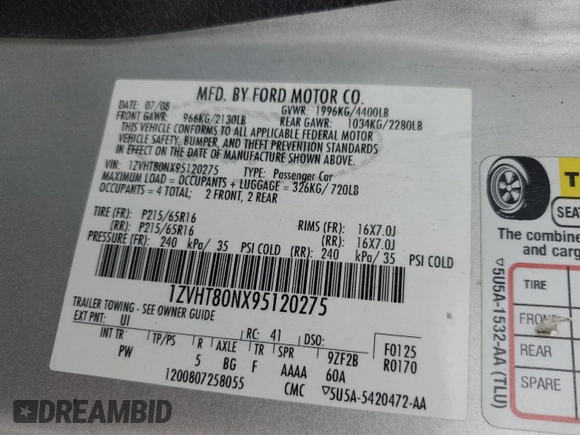 MFD. BY FORD MOTOR CO.
DATE: 07/08 GVWR: 1996KG/4400LB
FRONT GAWR: 966KG/2130LB REAR GAWR: 1034KG/2280LB
THIS VEHICLE CONFORMS TO ALL APPLICABLE FEDERAL MOTOR
VEHICLE SAFETY, BUMPER, AND THEFT PREVENTION STANDARDS
IN EFFECT ON THE DATE OF MANUFACTURE SHOWN ABOVE.
VIN: 1ZVHT80NX95120275 TYPE: Passenger Car
MAXIMUM LOAD = OCCUPANTS + LUGGAGE = 326KG/720LB
OCCUPANTS = 4 TOTAL; 2 FRONT, 2 REAR
TIRE (FR): P215/65R16 RIMS (FR): 16X7.0J
(RR): P215/65R16 (RR): 16X7.0J
PRESSURE (FR): 240 kPa/ 35 PSI COLD (RR): 240 kPa/ 35 PSI COLD
1ZVHT80NX95120275
TRAILER TOWING - SEE OWNER GUIDE
EXT PNT: UI RC: 41 DSO: F0125
INT TR TP/PS R AXLE TR SPR 9ZF2B R0170
PW 5 BG F AAAA 60A
1200807258055 CMC ▽5U5A-5420472-AA
T
SEAT
The combine
and carg
TIRE
FRONT
REAR
SPARE
▽5U5A-1532-AA (TLU)
DREAMBID